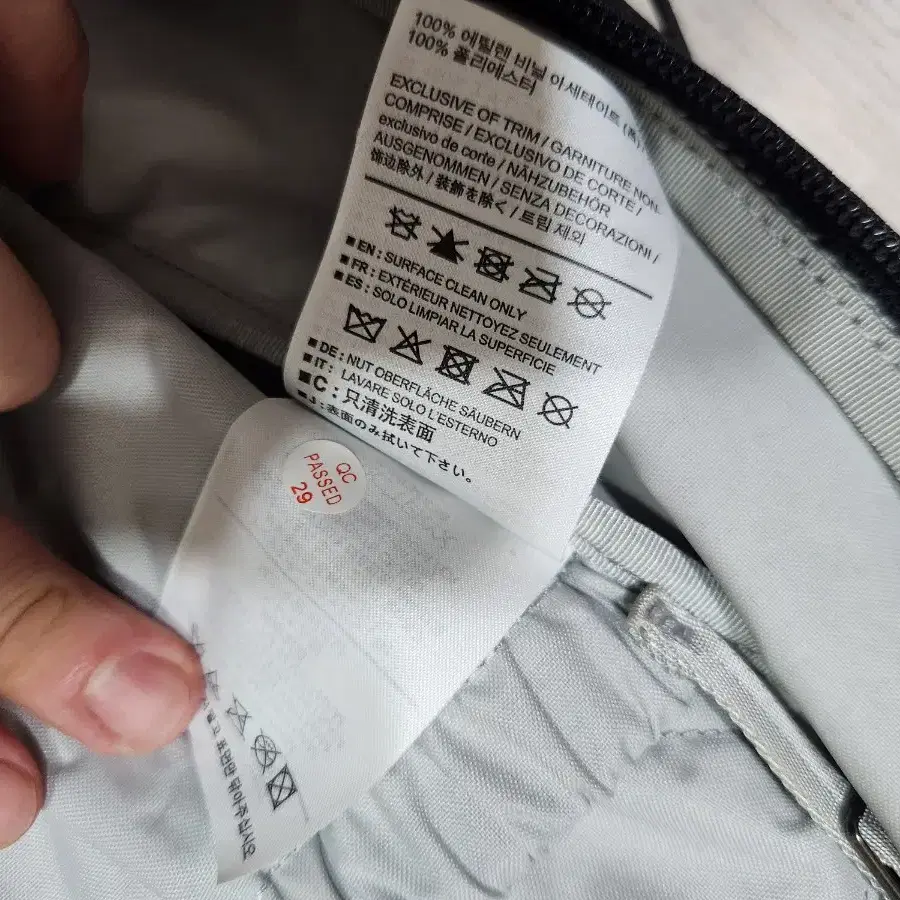 100% 에틸렌 비닐 아세테이트 (폼)
100% 폴리에스터
EXCLUSIVE OF TRIM / GARNITURE NON
COMPRISE / EXCLUSIVO DE CORTE /
exclusivo de corte / NÄHZUBEHÖR
AUSGENOMMEN / SENZA DECORAZIONI /
饰边除外 / 装飾を除く / 트림 제외
■ EN : SURFACE CLEAN ONLY
■ FR : EXTÉRIEUR NETTOYEZ SEULEMENT
■ ES : SOLO LIMPIAR LA SUPERFICIE
■ DE : NUT OBERFLÄCHE SÄUBERN
■ IT : LAVARE SOLO L'ESTERNO
■ C : 只清洗表面
■ J : 表面のみ拭いて下さい。
QC
PASSED
29